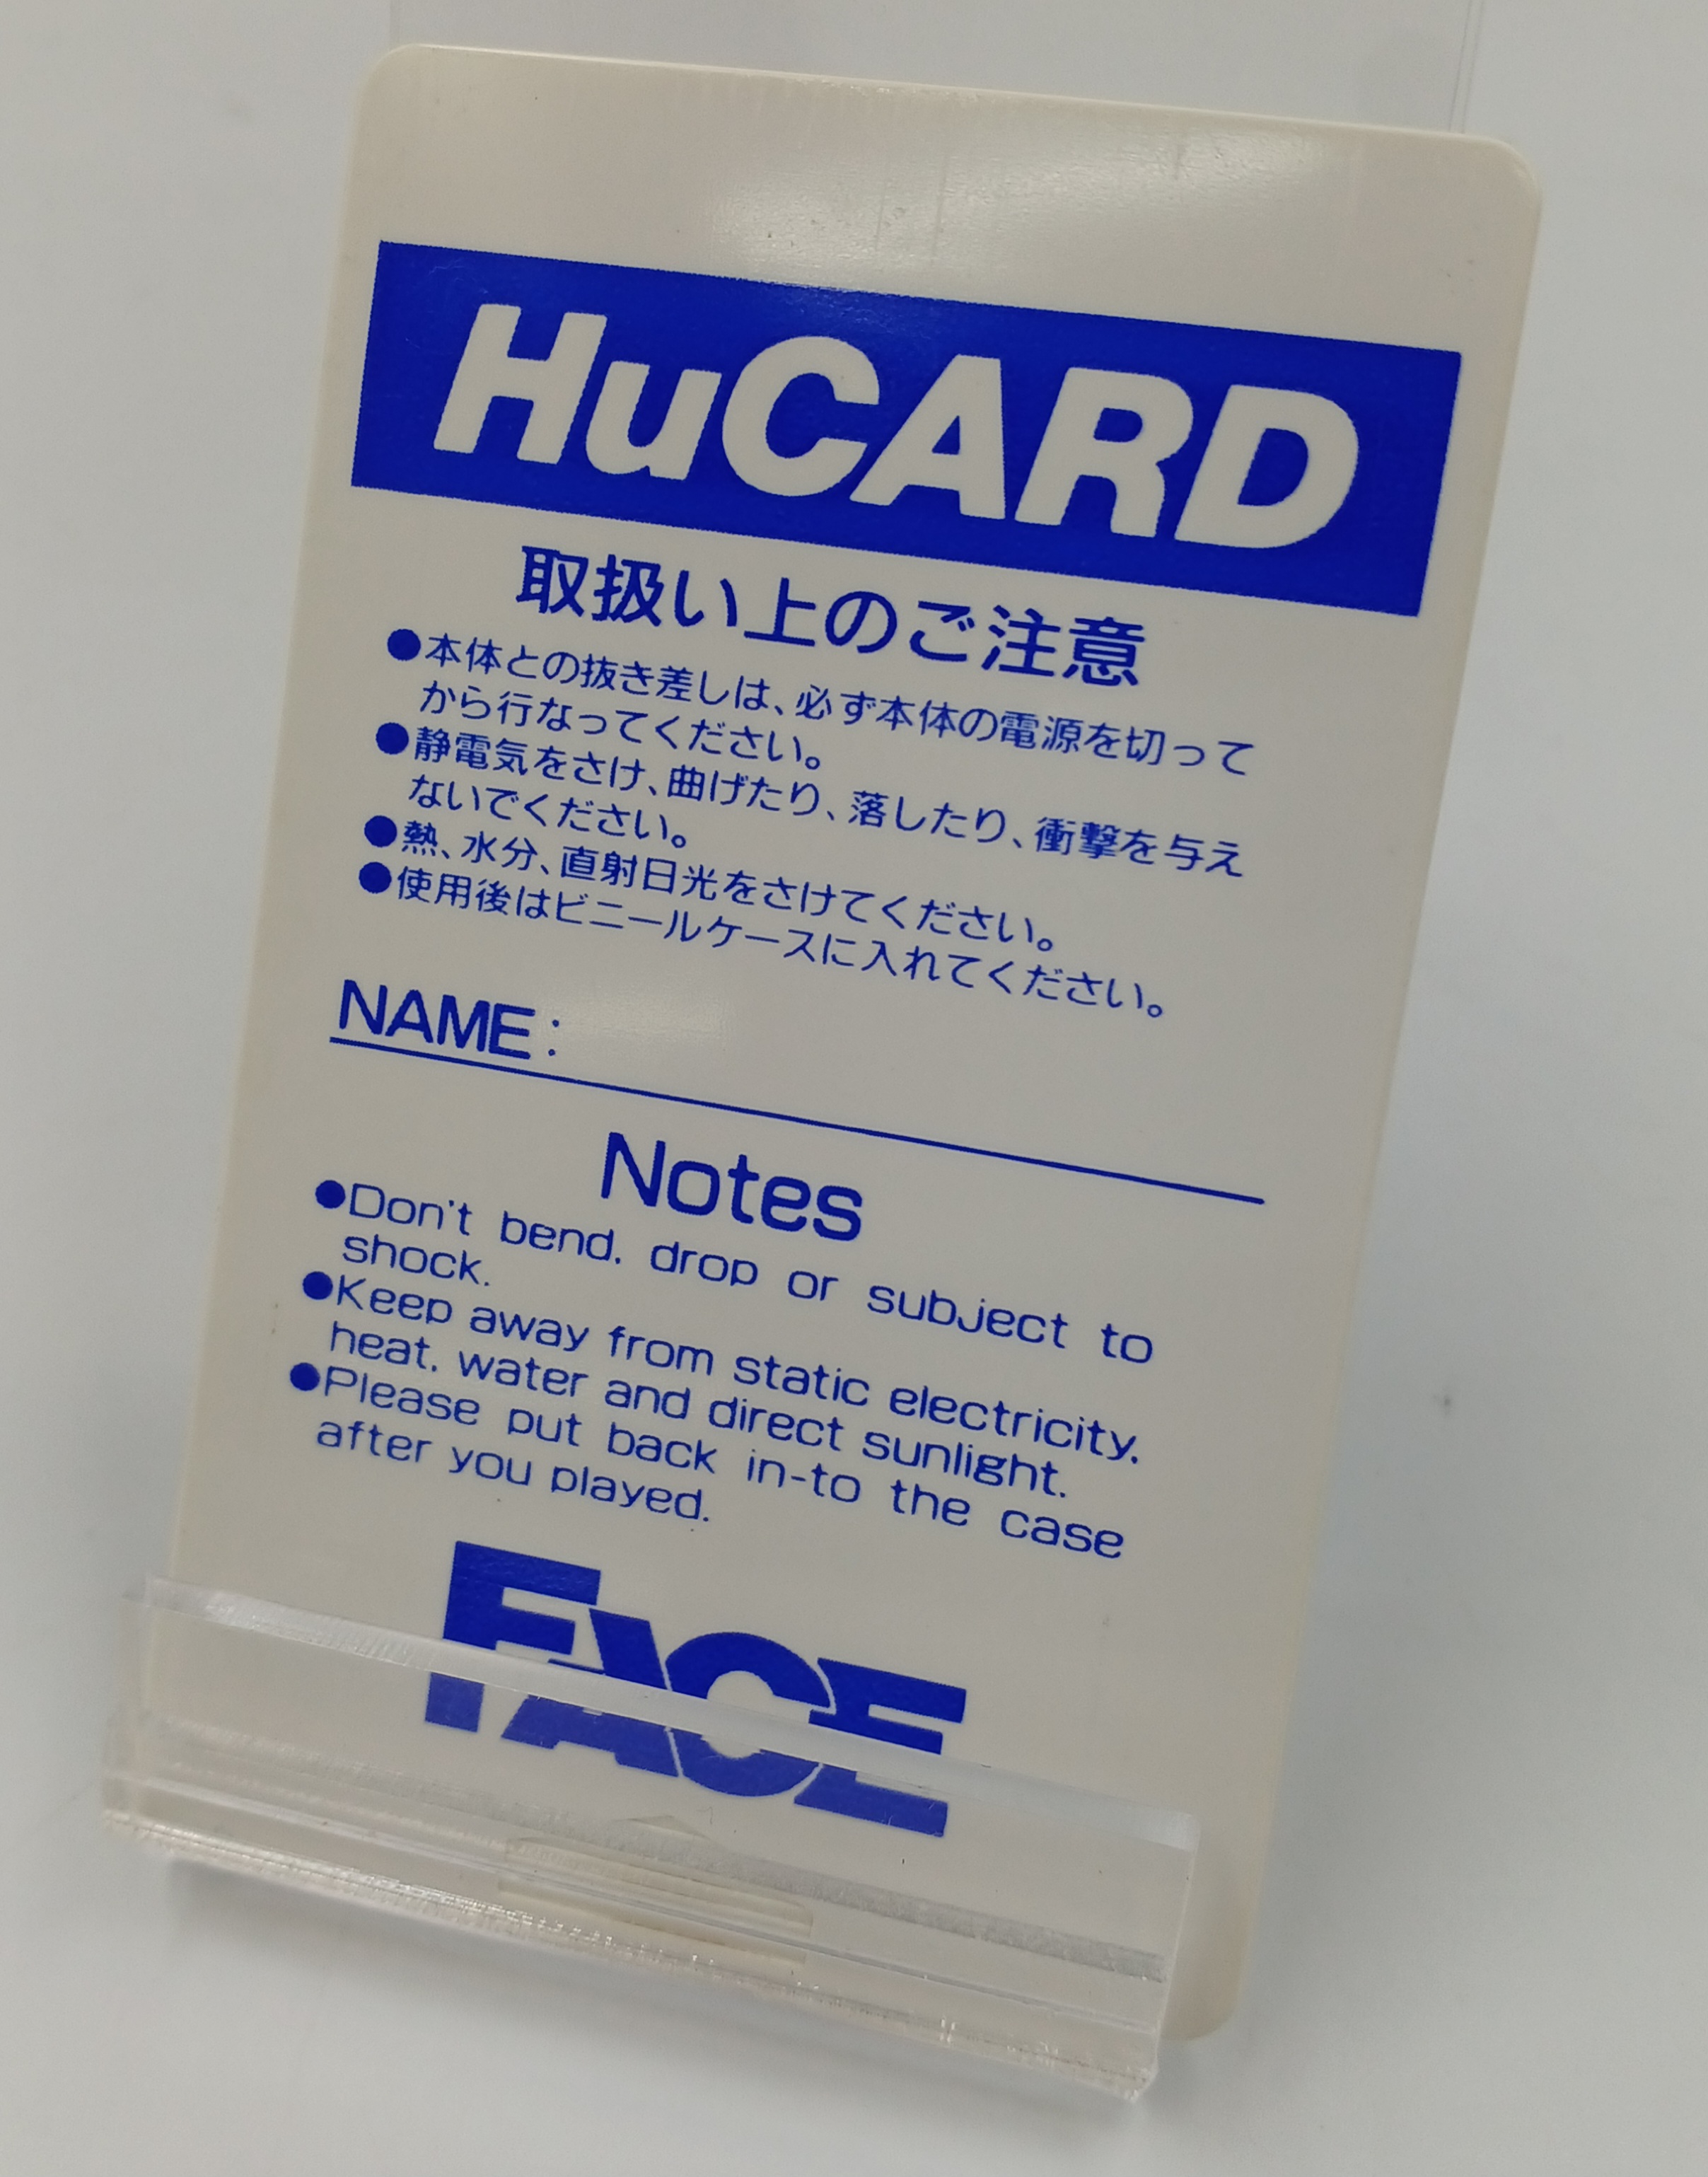 HuCARD
取扱い上のご注意
●本体との抜き差しは、必ず本体の電源を切って
から行なってください。
●静電気をさけ、曲げたり、落したり、衝撃を与え
ないでください。
●熱、水分、直射日光をさけてください。
●使用後はビニールケースに入れてください。
NAME:
Notes
●Don't bend. drop or subject to
shock.
●Keep away from static electricity.
heat. water and direct sunlight.
●Please put back in-to the case
after you played.
FACE